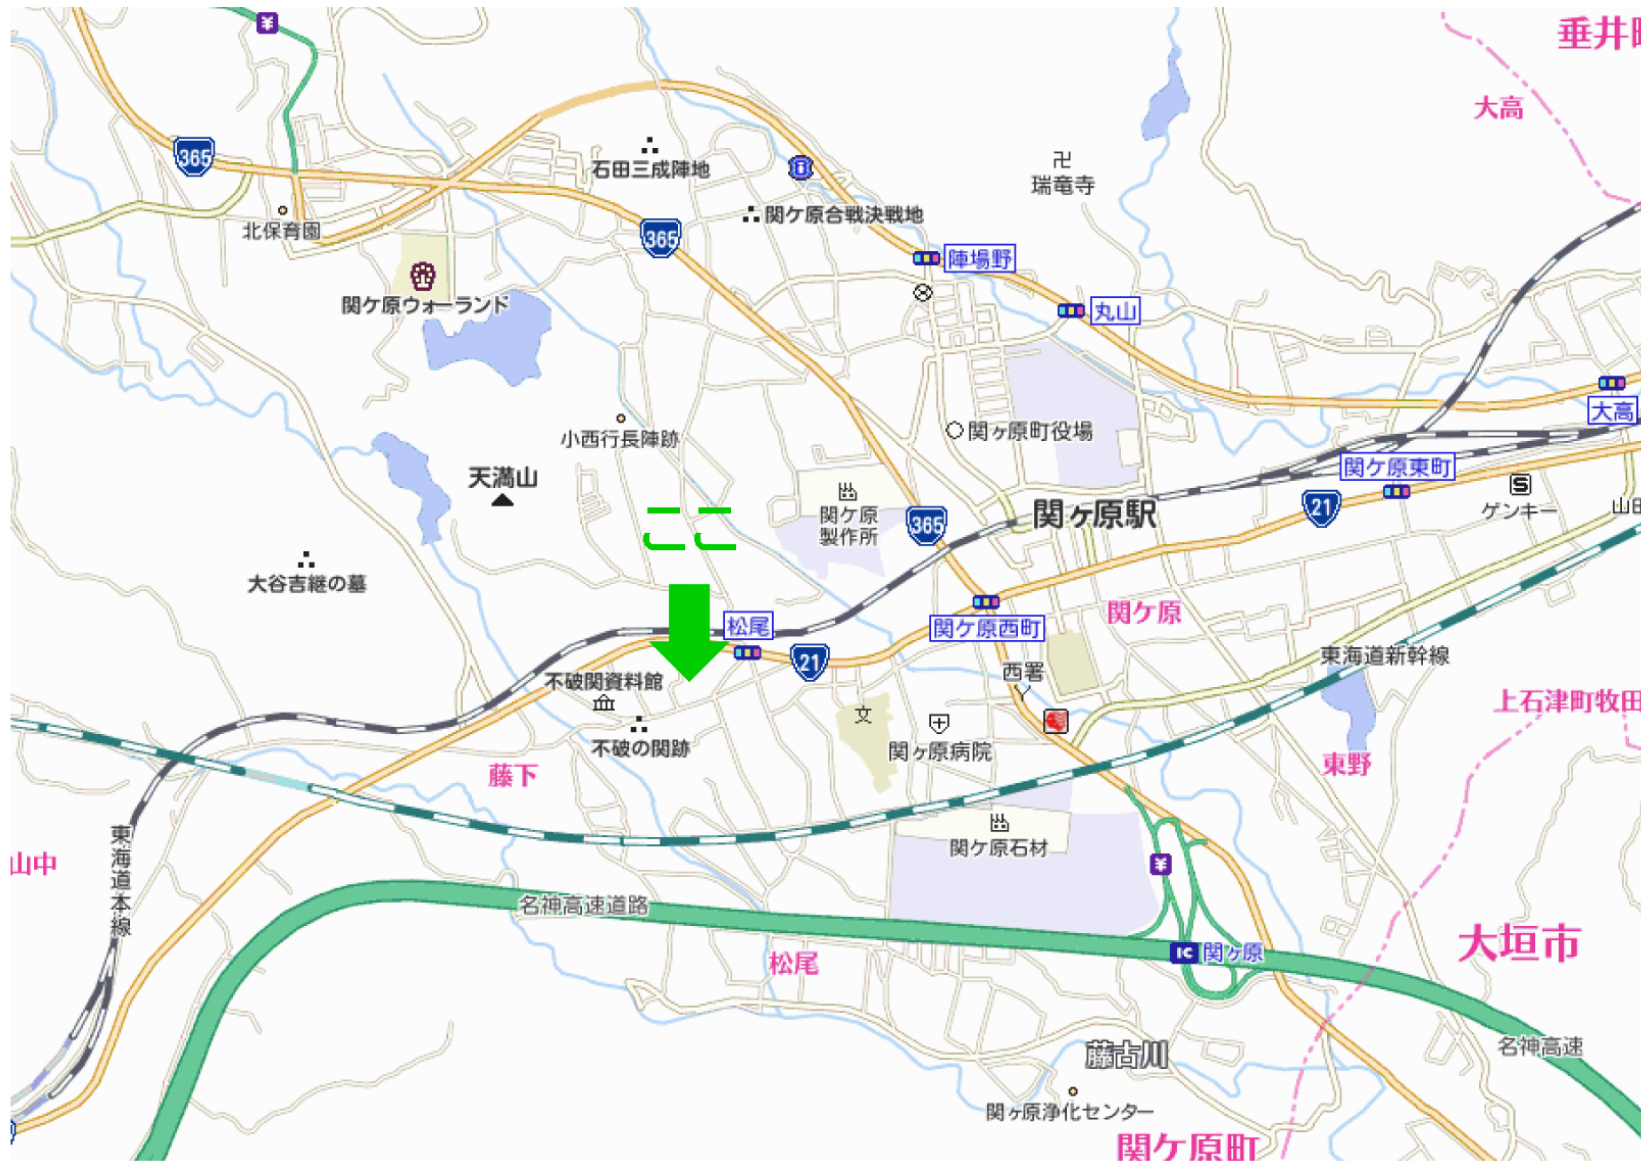 ¥
垂井町
大高
365
石田三成陣地
卍
瑞竜寺
北保育園
関ケ原合戦決戦地
365
陣場野
関ケ原ウォーランド
丸山
大高
小西行長陣跡
関ヶ原町役場
天満山
関ケ原東町
関ケ原
製作所
365
関ヶ原駅
21
S
ゲンキー
ここ
大谷吉継の墓
松尾
関ケ原西町
関ケ原
21
東海道新幹線
西署
不破関資料館
文
上石津町牧田
不破の関跡
関ヶ原病院
藤下
東野
東海道本線
関ケ原石材
山中
¥
名神高速道路
松尾
IC
関ヶ原
大垣市
藤古川
名神高速
関ヶ原浄化センター
関ケ原町